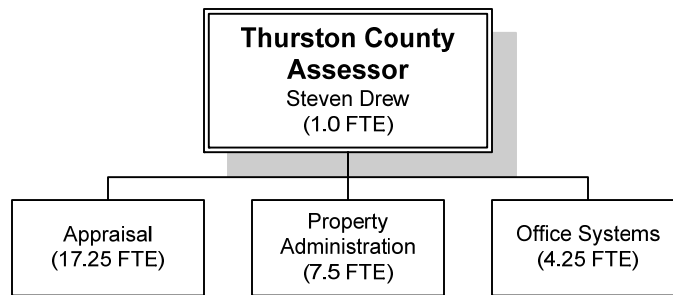 Thurston County
Assessor
Steven Drew
(1.0 FTE)
Appraisal
(17.25 FTE)
Property
Administration
(7.5 FTE)
Office Systems
(4.25 FTE)